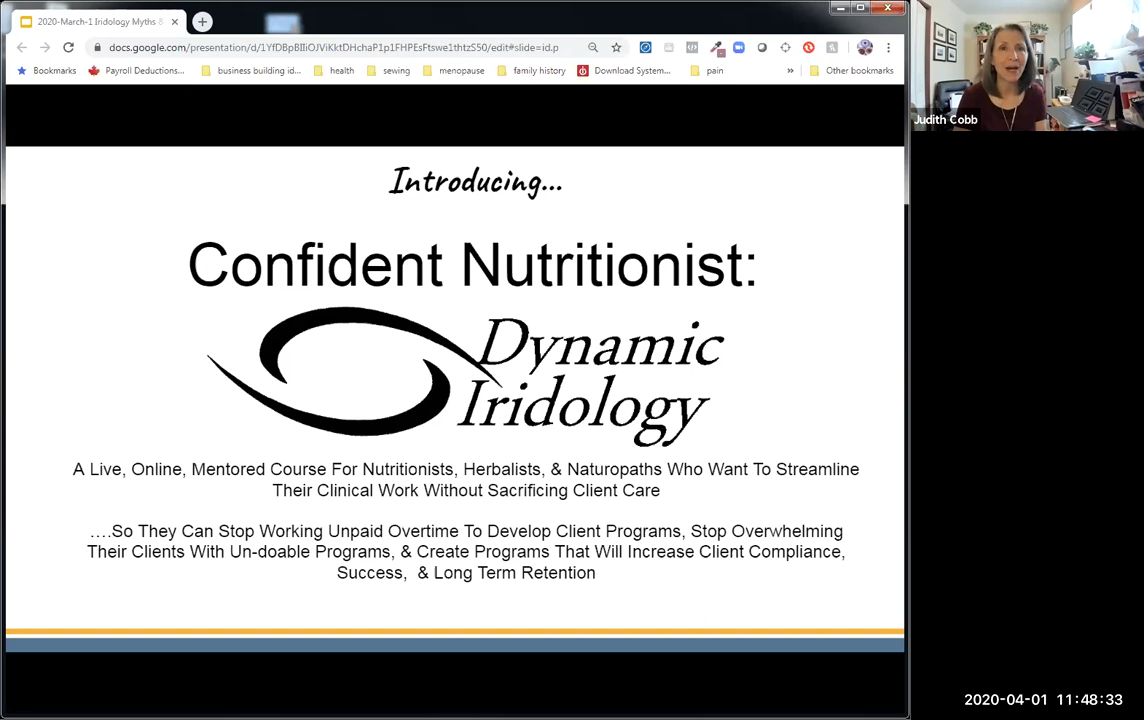 2020-March-1 Iridology Myths &
docs.google.com/presentation/d/1YfDBpBIIiOJViKktDHchaP1p1FHPEsFtswe1thtzS50/edit#slide=id.p
Bookmarks
Payroll Deductions...
business building id...
health
sewing
menopause
family history
Download System...
pain
»
Other bookmarks
Judith Cobb
Introducing...
Confident Nutritionist:
Dynamic
Iridology
A Live, Online, Mentored Course For Nutritionists, Herbalists, & Naturopaths Who Want To Streamline
Their Clinical Work Without Sacrificing Client Care
....So They Can Stop Working Unpaid Overtime To Develop Client Programs, Stop Overwhelming
Their Clients With Un-doable Programs, & Create Programs That Will Increase Client Compliance,
Success, & Long Term Retention
2020-04-01 11:48:33